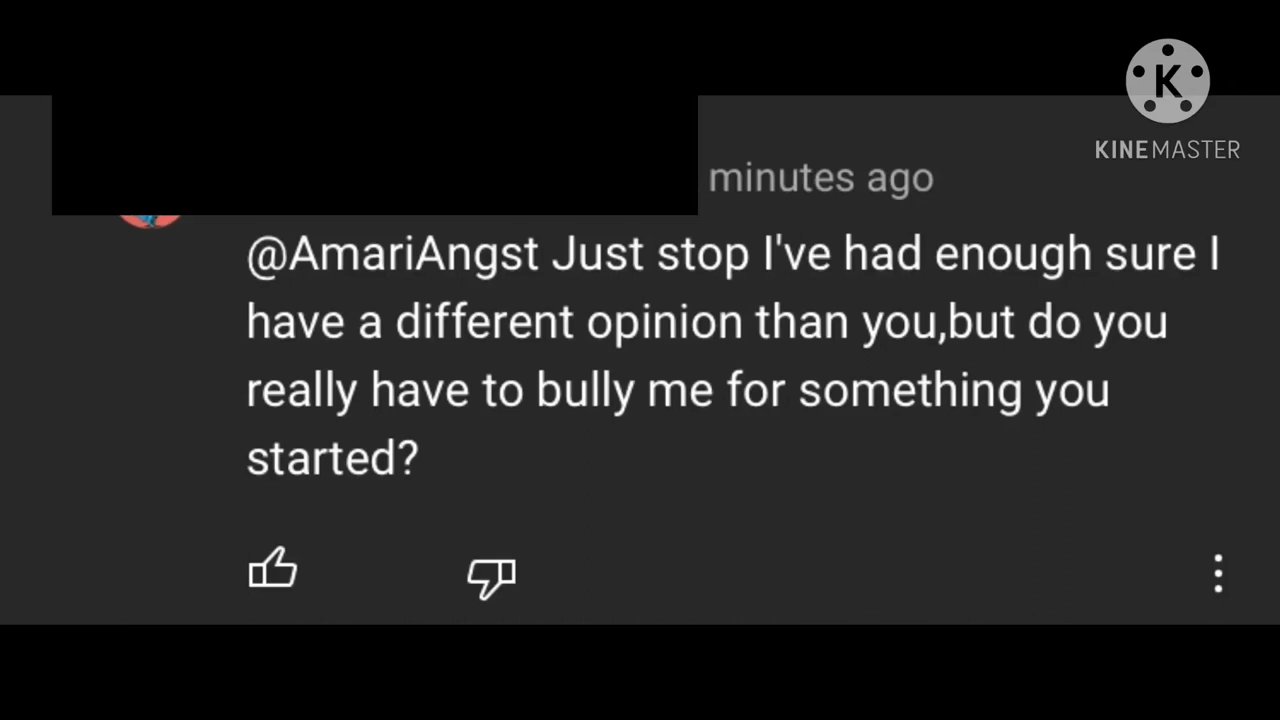 K
KINEMASTER
minutes ago
@AmariAngst Just stop I've had enough sure I
have a different opinion than you,but do you
really have to bully me for something you
started?